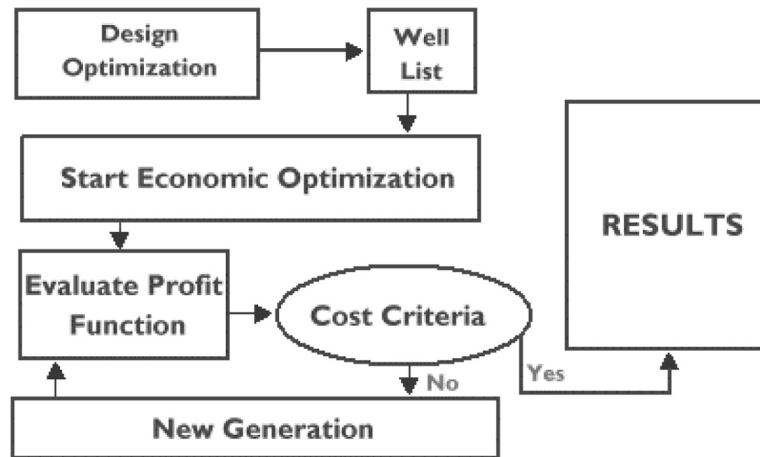 Design
Optimization
Well
List
Start Economic Optimization
RESULTS
Evaluate Profit
Function
Cost Criteria
No
Yes
New Generation